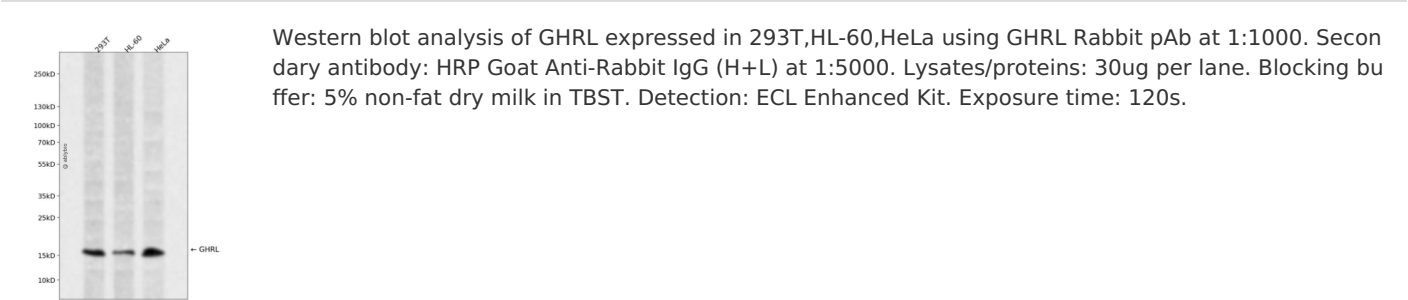 293T HL-60 HeLa
Western blot analysis of GHRL expressed in 293T,HL-60,HeLa using GHRL Rabbit pAb at 1:1000. Secon
dary antibody: HRP Goat Anti-Rabbit IgG (H+L) at 1:5000. Lysates/proteins: 30ug per lane. Blocking bu
ffer: 5% non-fat dry milk in TBST. Detection: ECL Enhanced Kit. Exposure time: 120s.
250kD
130kD
100kD
70kD
55kD
35kD
25kD
15kD
10kD
← GHRL